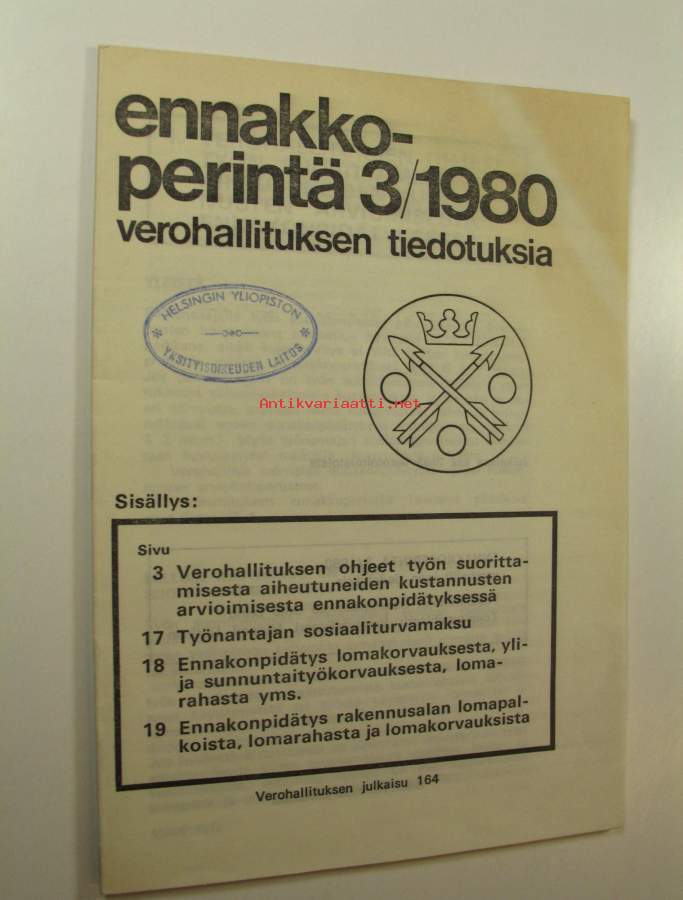 ennakko-
perintä 3/1980
verohallituksen tiedotuksia
* HELSINGIN YLIOPISTON *
YKSITYISOIKEUDEN LAITOS
Antikvariaatti.net
Sisällys:
Sivu
3 Verohallituksen ohjeet työn suoritta-
misesta aiheutuneiden kustannusten
arvioimisesta ennakonpidätyksessä
17 Työnantajan sosiaaliturvamaksu
18 Ennakonpidätys lomakorvauksesta, yli-
ja sunnuntaityökorvauksesta, loma-
rahasta yms.
19 Ennakonpidätys rakennusalan lomapal-
koista, lomarahasta ja lomakorvauksista
Verohallituksen julkaisu 164